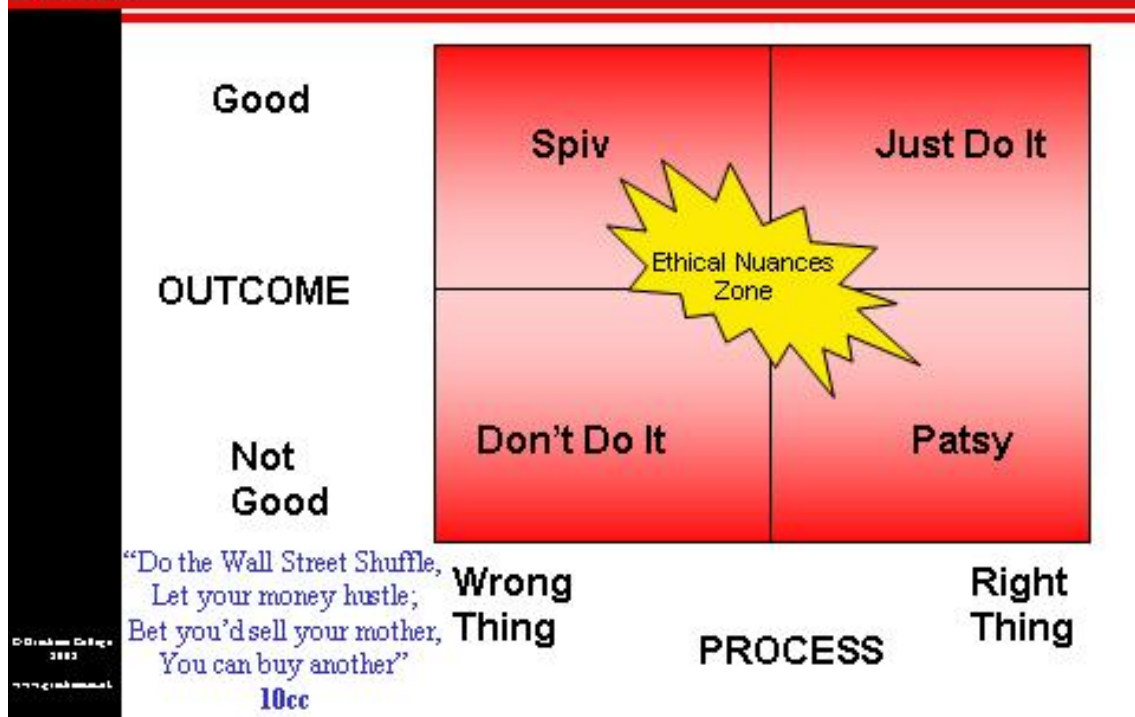 Good
Spiv
Just Do It
Ethical Nuances
Zone
OUTCOME
Don't Do It
Patsy
Not
Good
“Do the Wall Street Shuffle,
Let your money hustle;
Bet you'd sell your mother,
You can buy another”
10cc
Wrong
Thing
Right
Thing
PROCESS
College